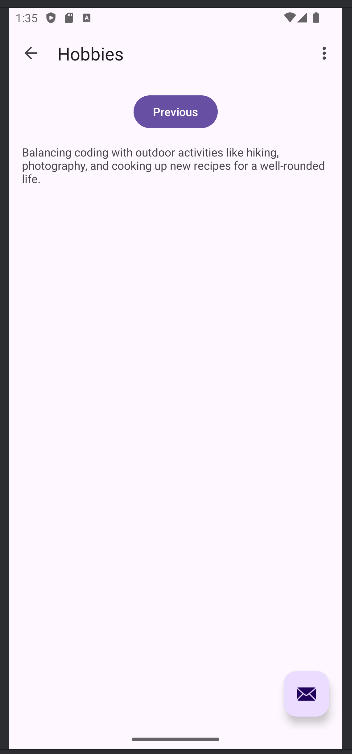 1:35
Hobbies
Previous
Balancing coding with outdoor activities like hiking,
photography, and cooking up new recipes for a well-rounded
life.